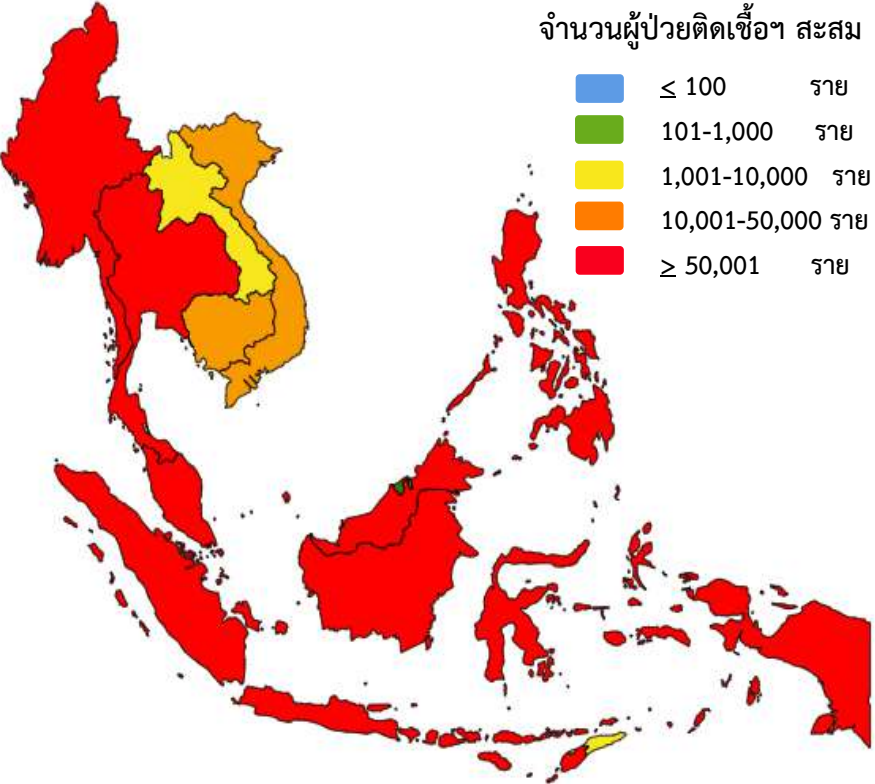 จำนวนผู้ป่วยติดเชื้อฯ สะสม
≤ 100 ราย
101-1,000 ราย
1,001-10,000 ราย
10,001-50,000 ราย
≥ 50,001 ราย